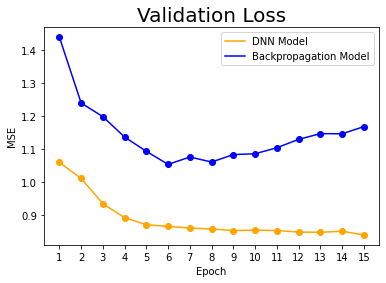 Validation Loss
DNN Model
Backpropagation Model
MSE
1.4
1.3
1.2
1.1
1.0
0.9
1 2 3 4 5 6 7 8 9 10 11 12 13 14 15
Epoch